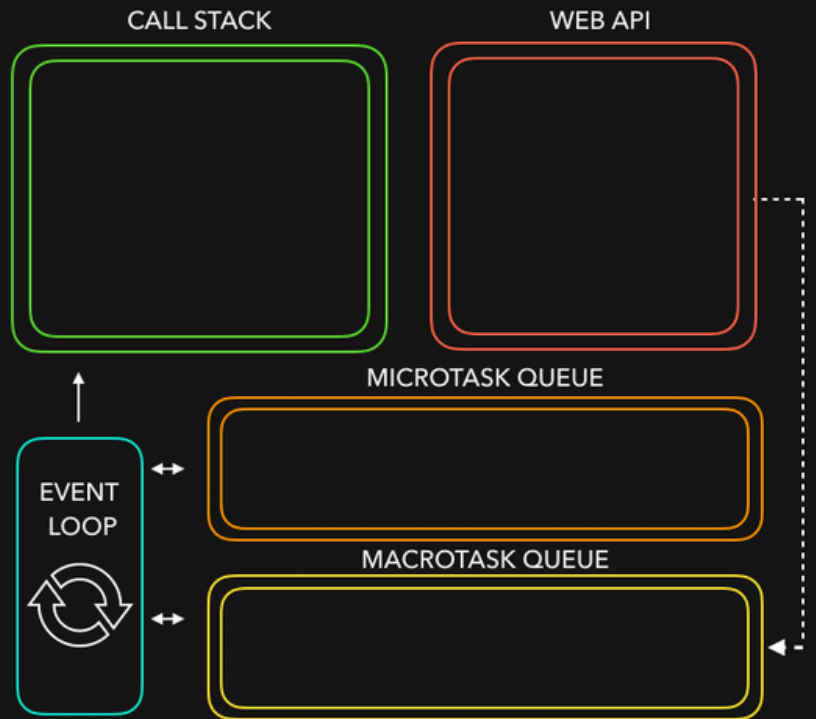 CALL STACK
WEB API
MICROTASK QUEUE
EVENT
LOOP
MACROTASK QUEUE